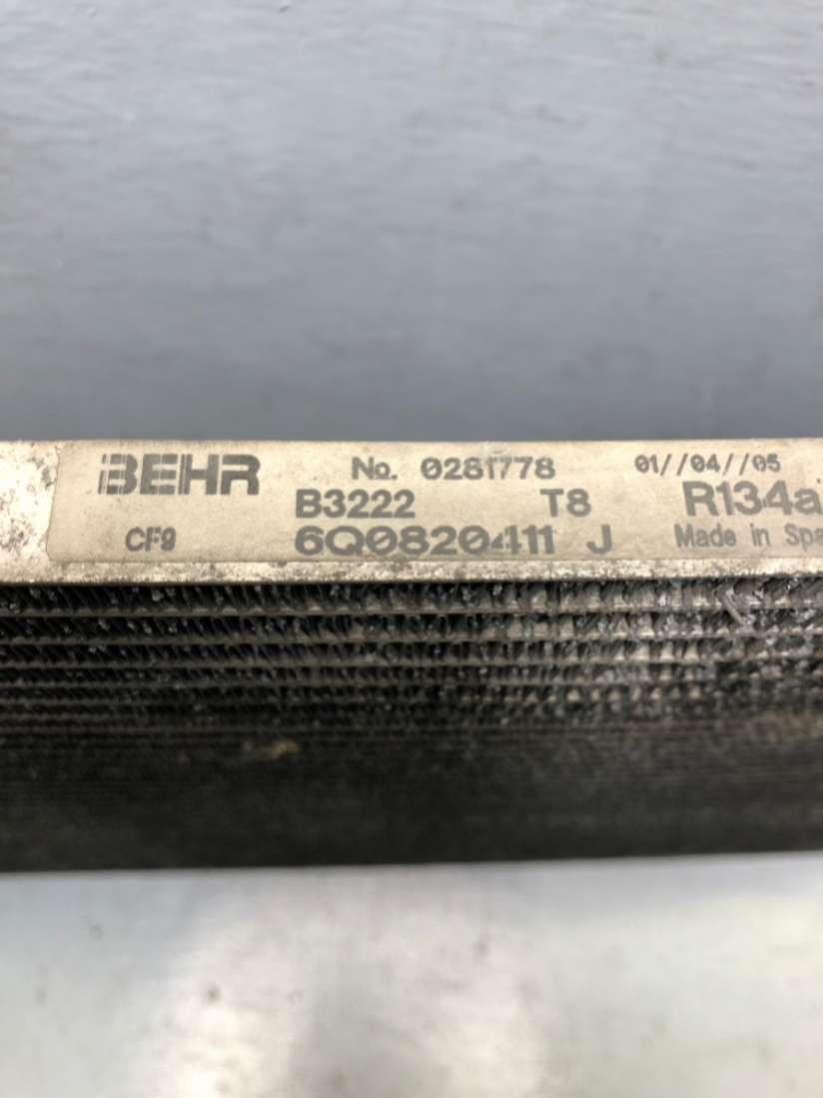 BEHR No. 0281778 01//04//05
B3222 T8 R134a
CF9 6Q0820411 J Made in Spa